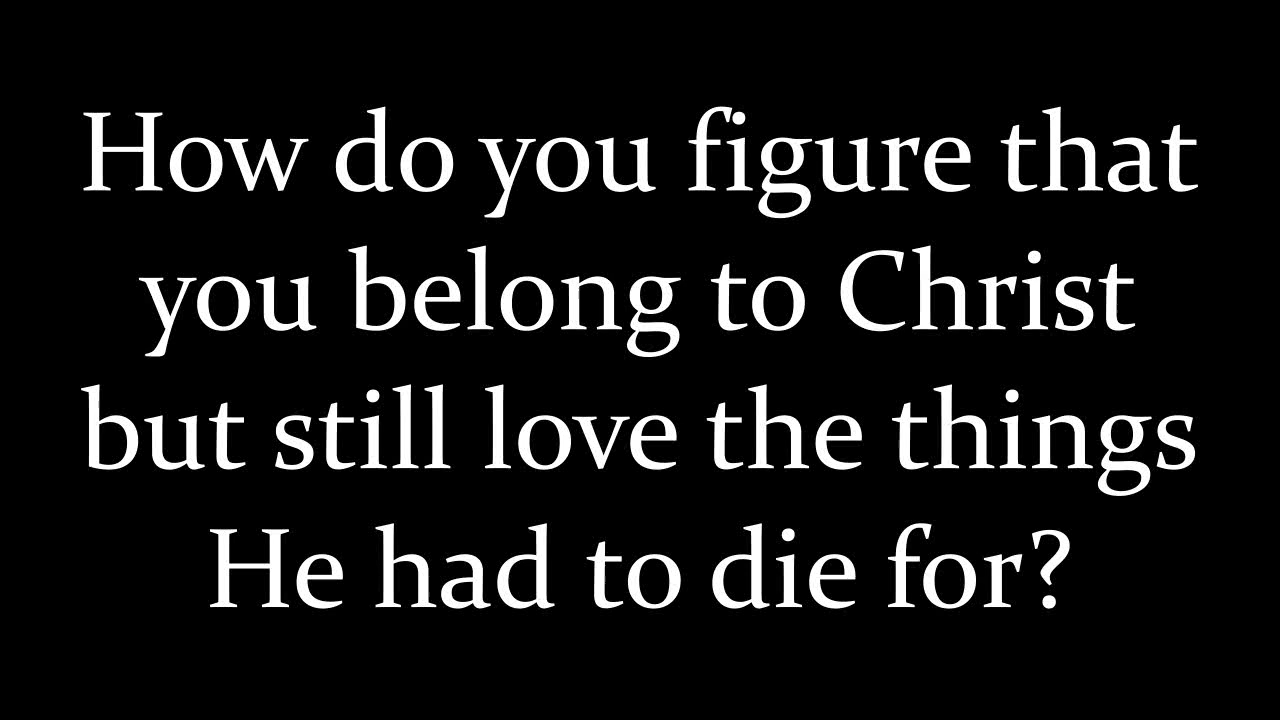 How do you figure that
you belong to Christ
but still love the things
He had to die for?